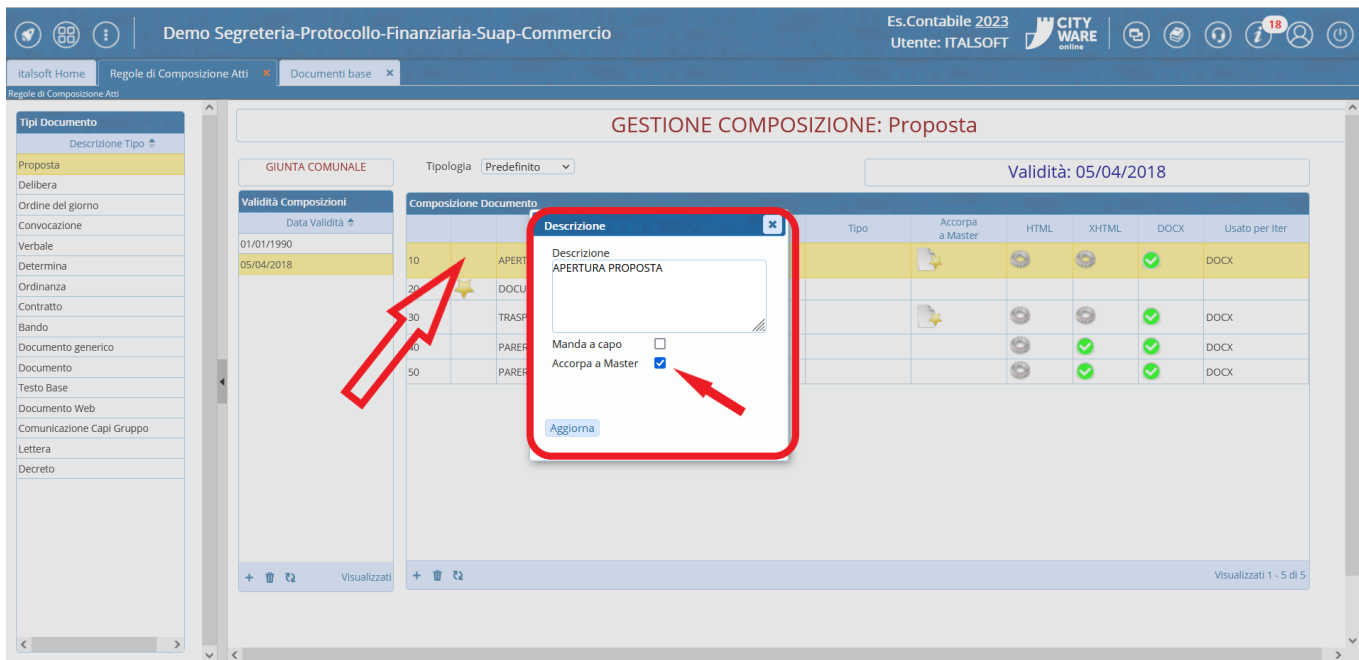 Demo Segreteria-Protocollo-Finanziaria-Suap-Commercio
Es.Contabile 2023
Utente: ITALSOFT
CITY
WARE
online
18
italsoft Home
Regole di Composizione Atti ×
Documenti base ×
Regole di Composizione Atti
Tipi Documento
Descrizione Tipo
Proposta
Delibera
Ordine del giorno
Convocazione
Verbale
Determina
Ordinanza
Contratto
Bando
Documento generico
Documento
Testo Base
Documento Web
Comunicazione Capi Gruppo
Lettera
Decreto
GESTIONE COMPOSIZIONE: Proposta
GIUNTA COMUNALE
Tipologia Predefinito
Validità: 05/04/2018
Validità Composizioni
Data Validità
01/01/1990
05/04/2018
Visualizzati
Composizione Documento
Tipo Accorpa a Master HTML XHTML DOCX Usato per Iter
10 APERT DOCX
20 DOCU
30 TRASP DOCX
40 PARER DOCX
50 PARER DOCX
Visualizzati 1 - 5 di 5
Descrizione
Descrizione
APERTURA PROPOSTA
Manda a capo
Accorpa a Master
Aggiorna